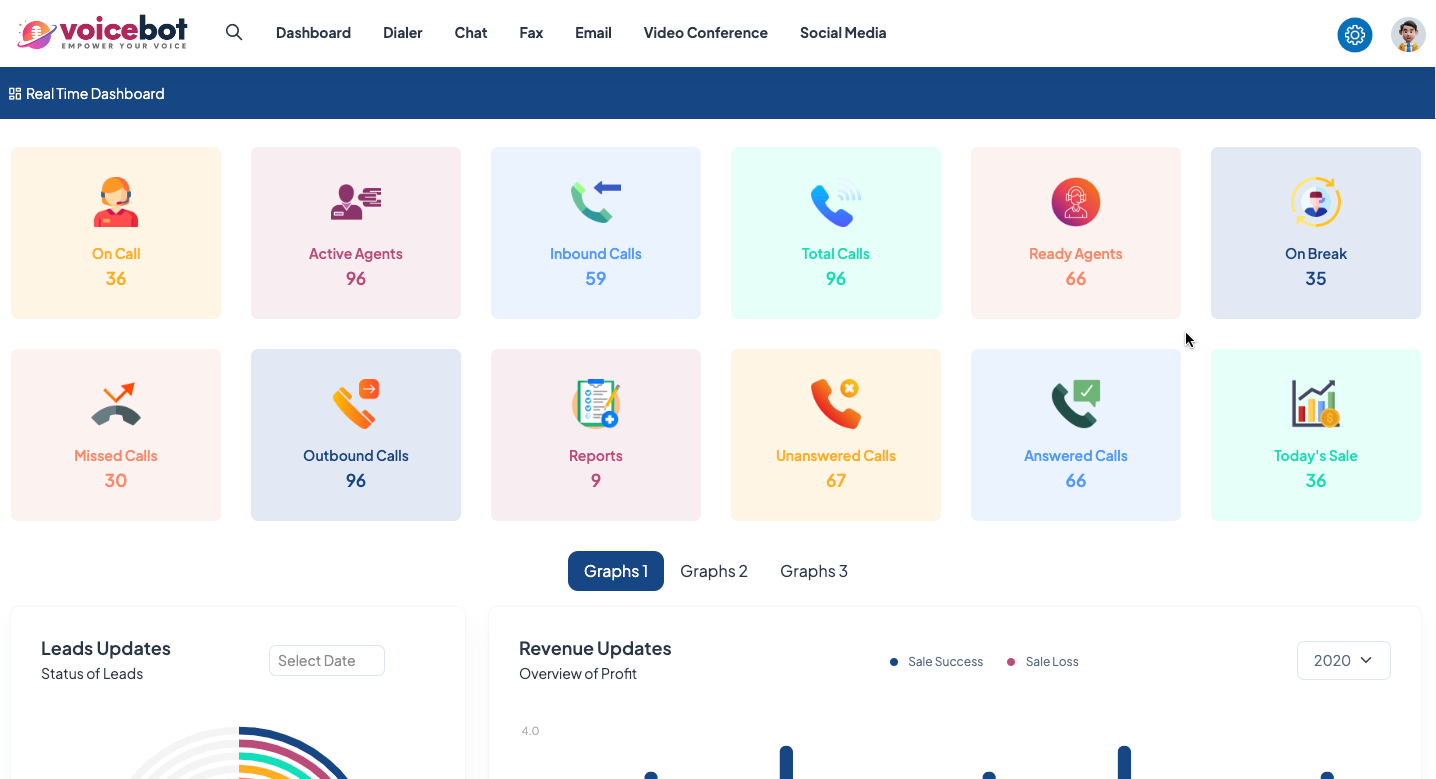 voicebot
EMPOWER YOUR VOICE
Dashboard Dialer Chat Fax Email Video Conference Social Media
Real Time Dashboard
On Call Active Agents Inbound Calls Total Calls Ready Agents On Break
36 96 59 96 66 35
Missed Calls Outbound Calls Reports Unanswered Calls Answered Calls Today's Sale
30 96 9 67 66 36
Graphs 1 Graphs 2 Graphs 3
Leads Updates
Status of Leads
Select Date
Revenue Updates
Overview of Profit
Sale Success Sale Loss
2020
4.0